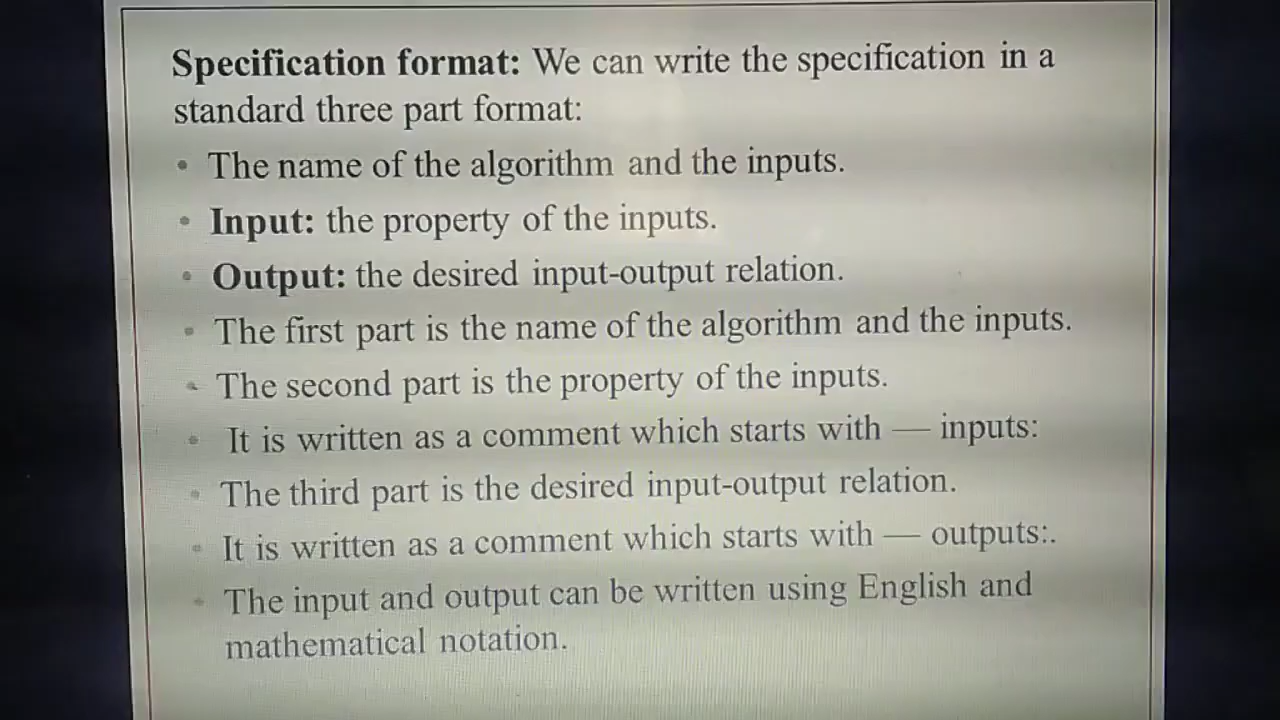 Specification format: We can write the specification in a
standard three part format:
• The name of the algorithm and the inputs.
• Input: the property of the inputs.
• Output: the desired input-output relation.
• The first part is the name of the algorithm and the inputs.
• The second part is the property of the inputs.
• It is written as a comment which starts with — inputs:
• The third part is the desired input-output relation.
• It is written as a comment which starts with — outputs:.
• The input and output can be written using English and
mathematical notation.